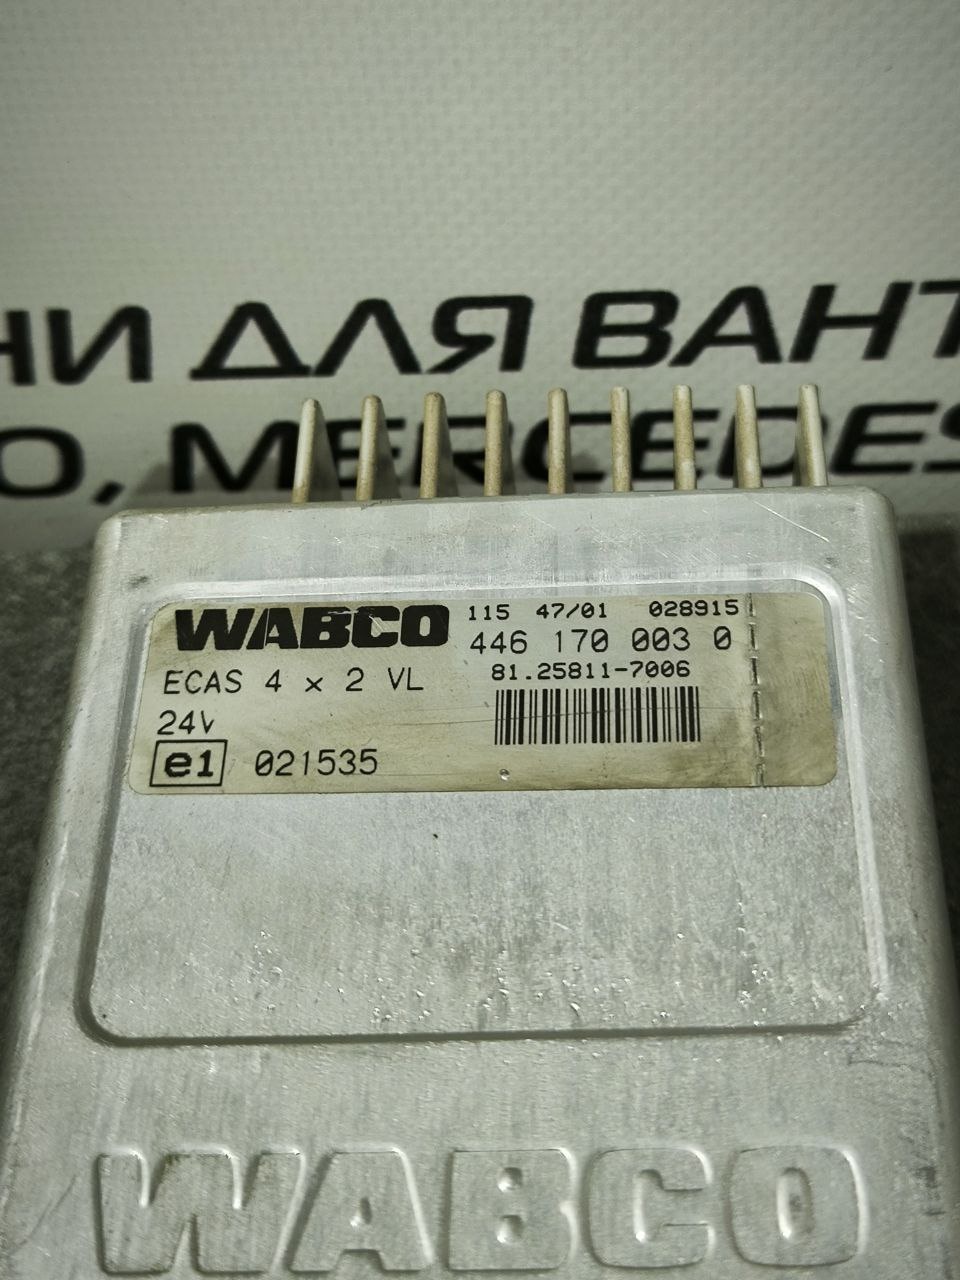 НИ ДЛЯ ВАНТ
O, MERCEDES
WABCO 115 47/01 028915
446 170 003 0
ECAS 4 x 2 VL 81.25811-7006
24V
e1 021535
WABCO